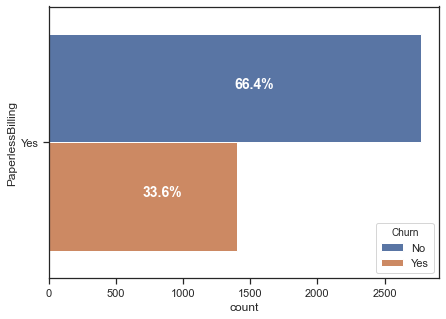 66.4%
PaperlessBilling
Yes
33.6%
Churn
No
Yes
0
500
1000
1500
2000
2500
count